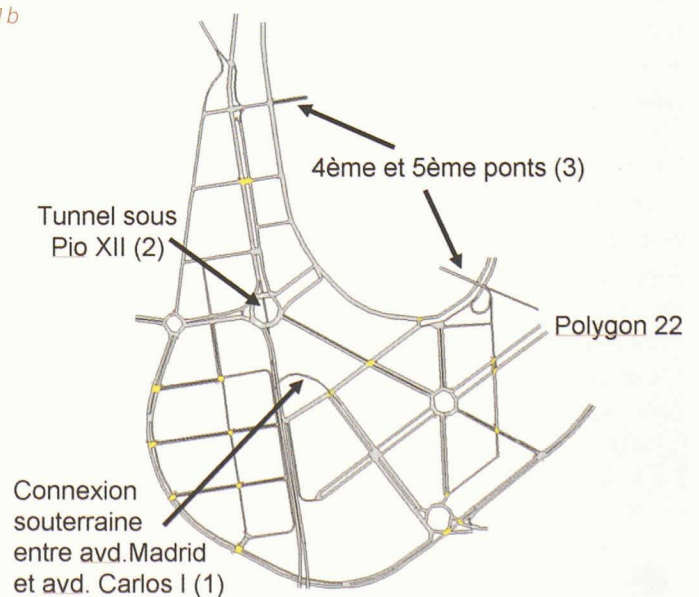 1b
4ème et 5ème ponts (3)
Tunnel sous
Pio XII (2)
Polygon 22
Connexion
souterraine
entre avd.Madrid
et avd. Carlos I (1)